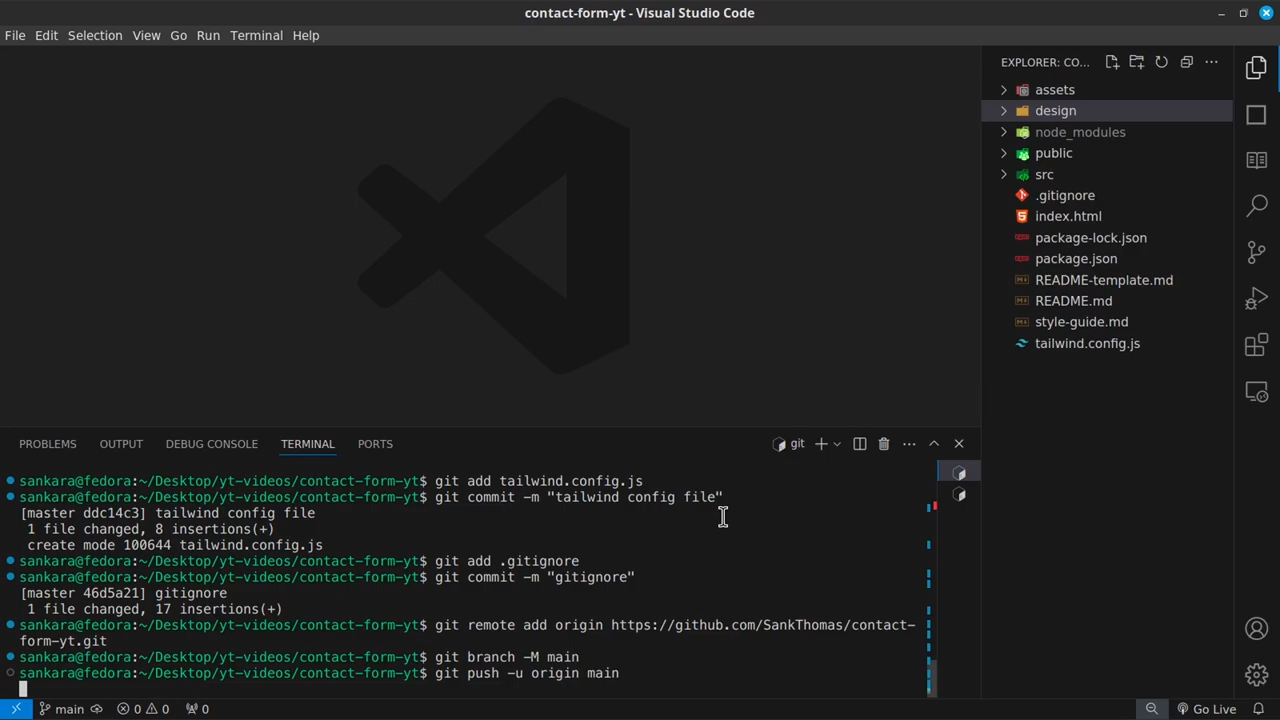 contact-form-yt - Visual Studio Code
File Edit Selection View Go Run Terminal Help
EXPLORER: CO...
assets
design
node_modules
public
src
.gitignore
index.html
package-lock.json
package.json
README-template.md
README.md
style-guide.md
tailwind.config.js
PROBLEMS OUTPUT DEBUG CONSOLE TERMINAL PORTS
git
sankara@fedora:~/Desktop/yt-videos/contact-form-yt$ git add tailwind.config.js
sankara@fedora:~/Desktop/yt-videos/contact-form-yt$ git commit -m "tailwind config file"
[master ddc14c3] tailwind config file
1 file changed, 8 insertions(+)
create mode 100644 tailwind.config.js
sankara@fedora:~/Desktop/yt-videos/contact-form-yt$ git add .gitignore
sankara@fedora:~/Desktop/yt-videos/contact-form-yt$ git commit -m "gitignore"
[master 46d5a21] gitignore
1 file changed, 17 insertions(+)
sankara@fedora:~/Desktop/yt-videos/contact-form-yt$ git remote add origin https://github.com/SankThomas/contact-
form-yt.git
sankara@fedora:~/Desktop/yt-videos/contact-form-yt$ git branch -M main
sankara@fedora:~/Desktop/yt-videos/contact-form-yt$ git push -u origin main
main 0 0 0 Go Live